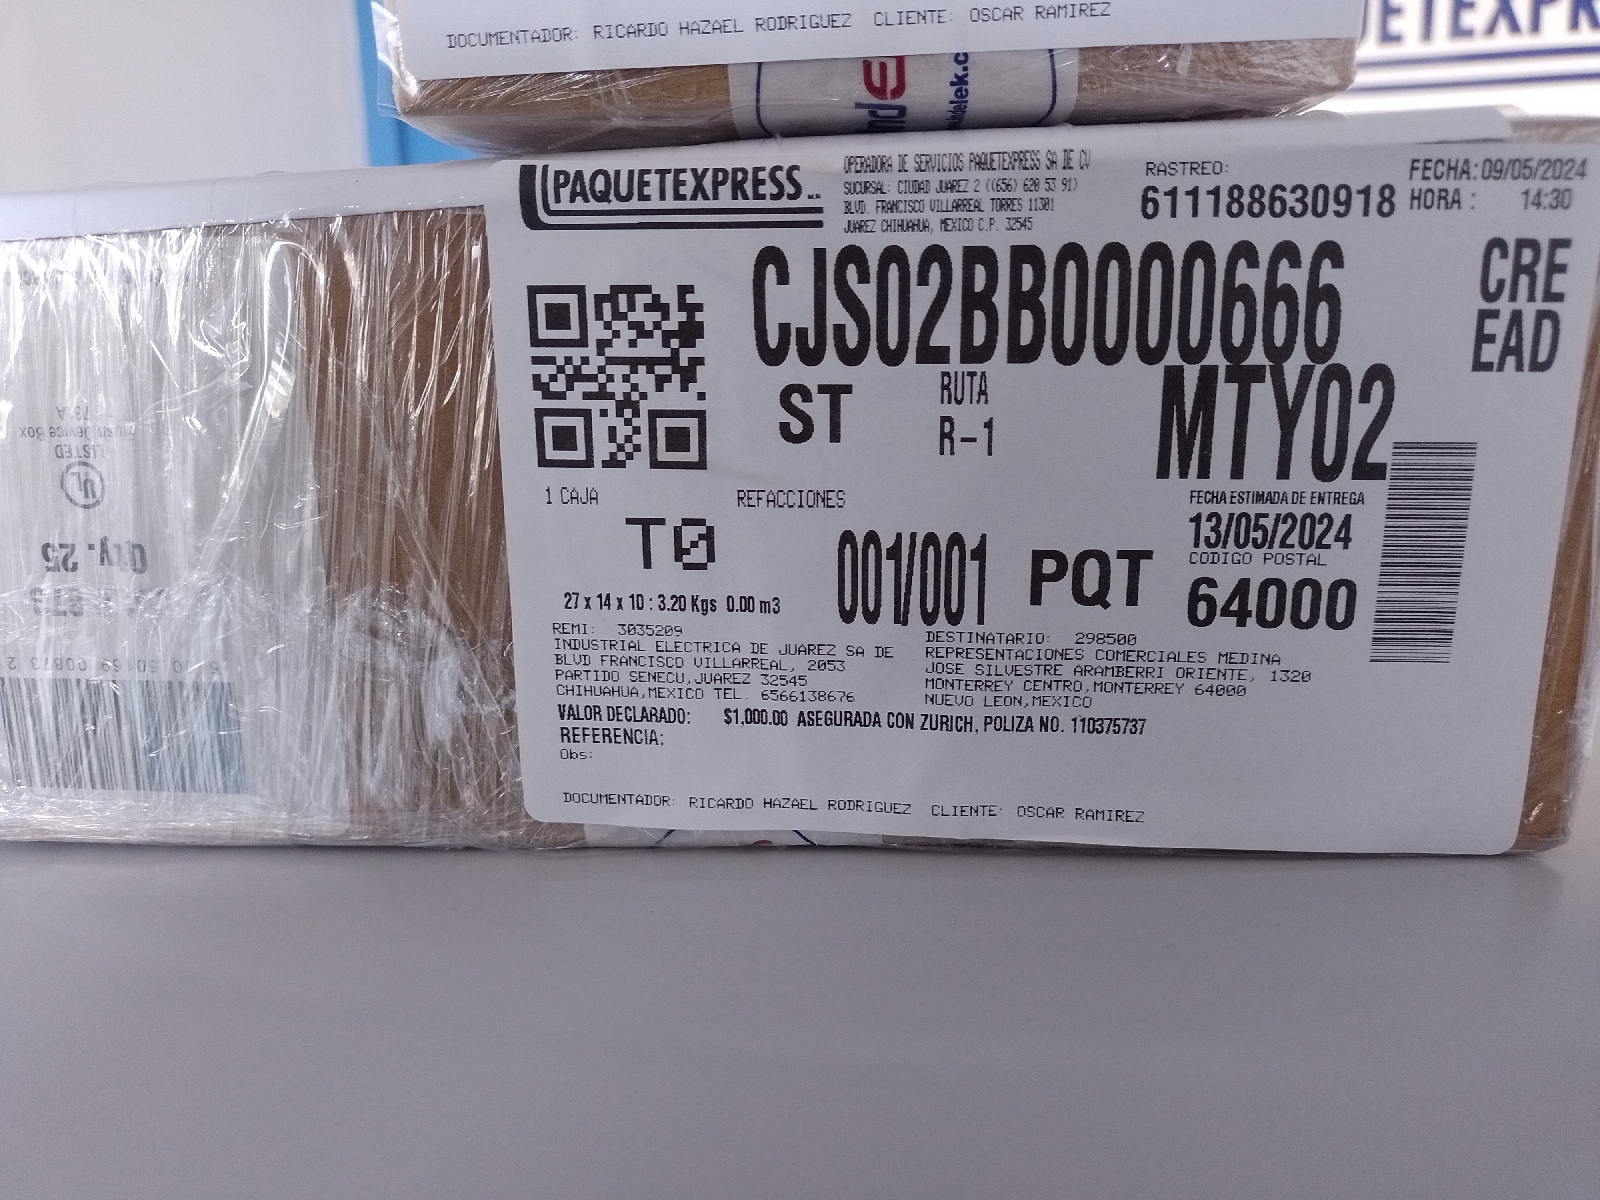 DOCUMENTADOR: RICARDO HAZAEL RODRIGUEZ CLIENTE: OSCAR RAMIREZ
PAQUETEXPRESS
OPERADORA DE SERVICIOS PAQUETEXPRESS SA DE CV
SUCURSAL: CIUDAD JUAREZ 2 ((656) 620 53 91)
BLVD. FRANCISCO VILLARREAL TORRES 11301
JUAREZ CHIHUAHUA, MEXICO C.P. 32545
RASTREO:
611188630918
FECHA:09/05/2024
HORA : 14:30
CJS02BB0000666
CRE
EAD
ST
RUTA
R-1
MTY02
1 CAJA
REFACCIONES
FECHA ESTIMADA DE ENTREGA
13/05/2024
T0
001/001
PQT
CODIGO POSTAL
64000
27 x 14 x 10 : 3.20 Kgs 0.00 m3
REMI: 3035209
INDUSTRIAL ELECTRICA DE JUAREZ SA DE
BLVD FRANCISCO VILLARREAL, 2053
PARTIDO SENECU,JUAREZ 32545
CHIHUAHUA,MEXICO TEL. 6566138676
DESTINATARIO: 298500
REPRESENTACIONES COMERCIALES MEDINA
JOSE SILVESTRE ARAMBERRI ORIENTE, 1320
MONTERREY CENTRO,MONTERREY 64000
NUEVO LEON,MEXICO
VALOR DECLARADO: $1,000.00 ASEGURADA CON ZURICH, POLIZA NO. 110375737
REFERENCIA:
Obs:
DOCUMENTADOR: RICARDO HAZAEL RODRIGUEZ CLIENTE: OSCAR RAMIREZ
Qty. 25
UL
LISTED
Device Box